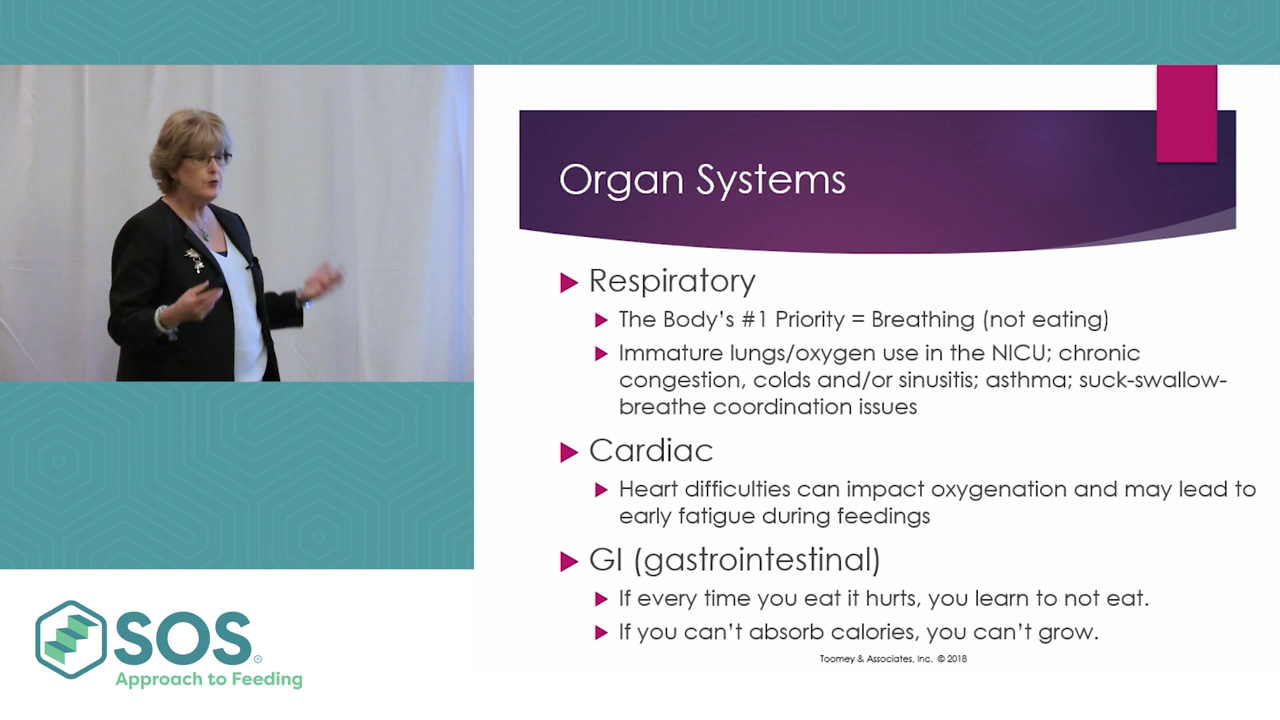 Organ Systems
Respiratory
The Body's #1 Priority = Breathing (not eating)
Immature lungs/oxygen use in the NICU; chronic
congestion, colds and/or sinusitis; asthma; suck-swallow-
breathe coordination issues
Cardiac
Heart difficulties can impact oxygenation and may lead to
early fatigue during feedings
GI (gastrointestinal)
If every time you eat it hurts, you learn to not eat.
If you can't absorb calories, you can't grow.
Toomey & Associates, Inc. © 2018
SOS®
Approach to Feeding